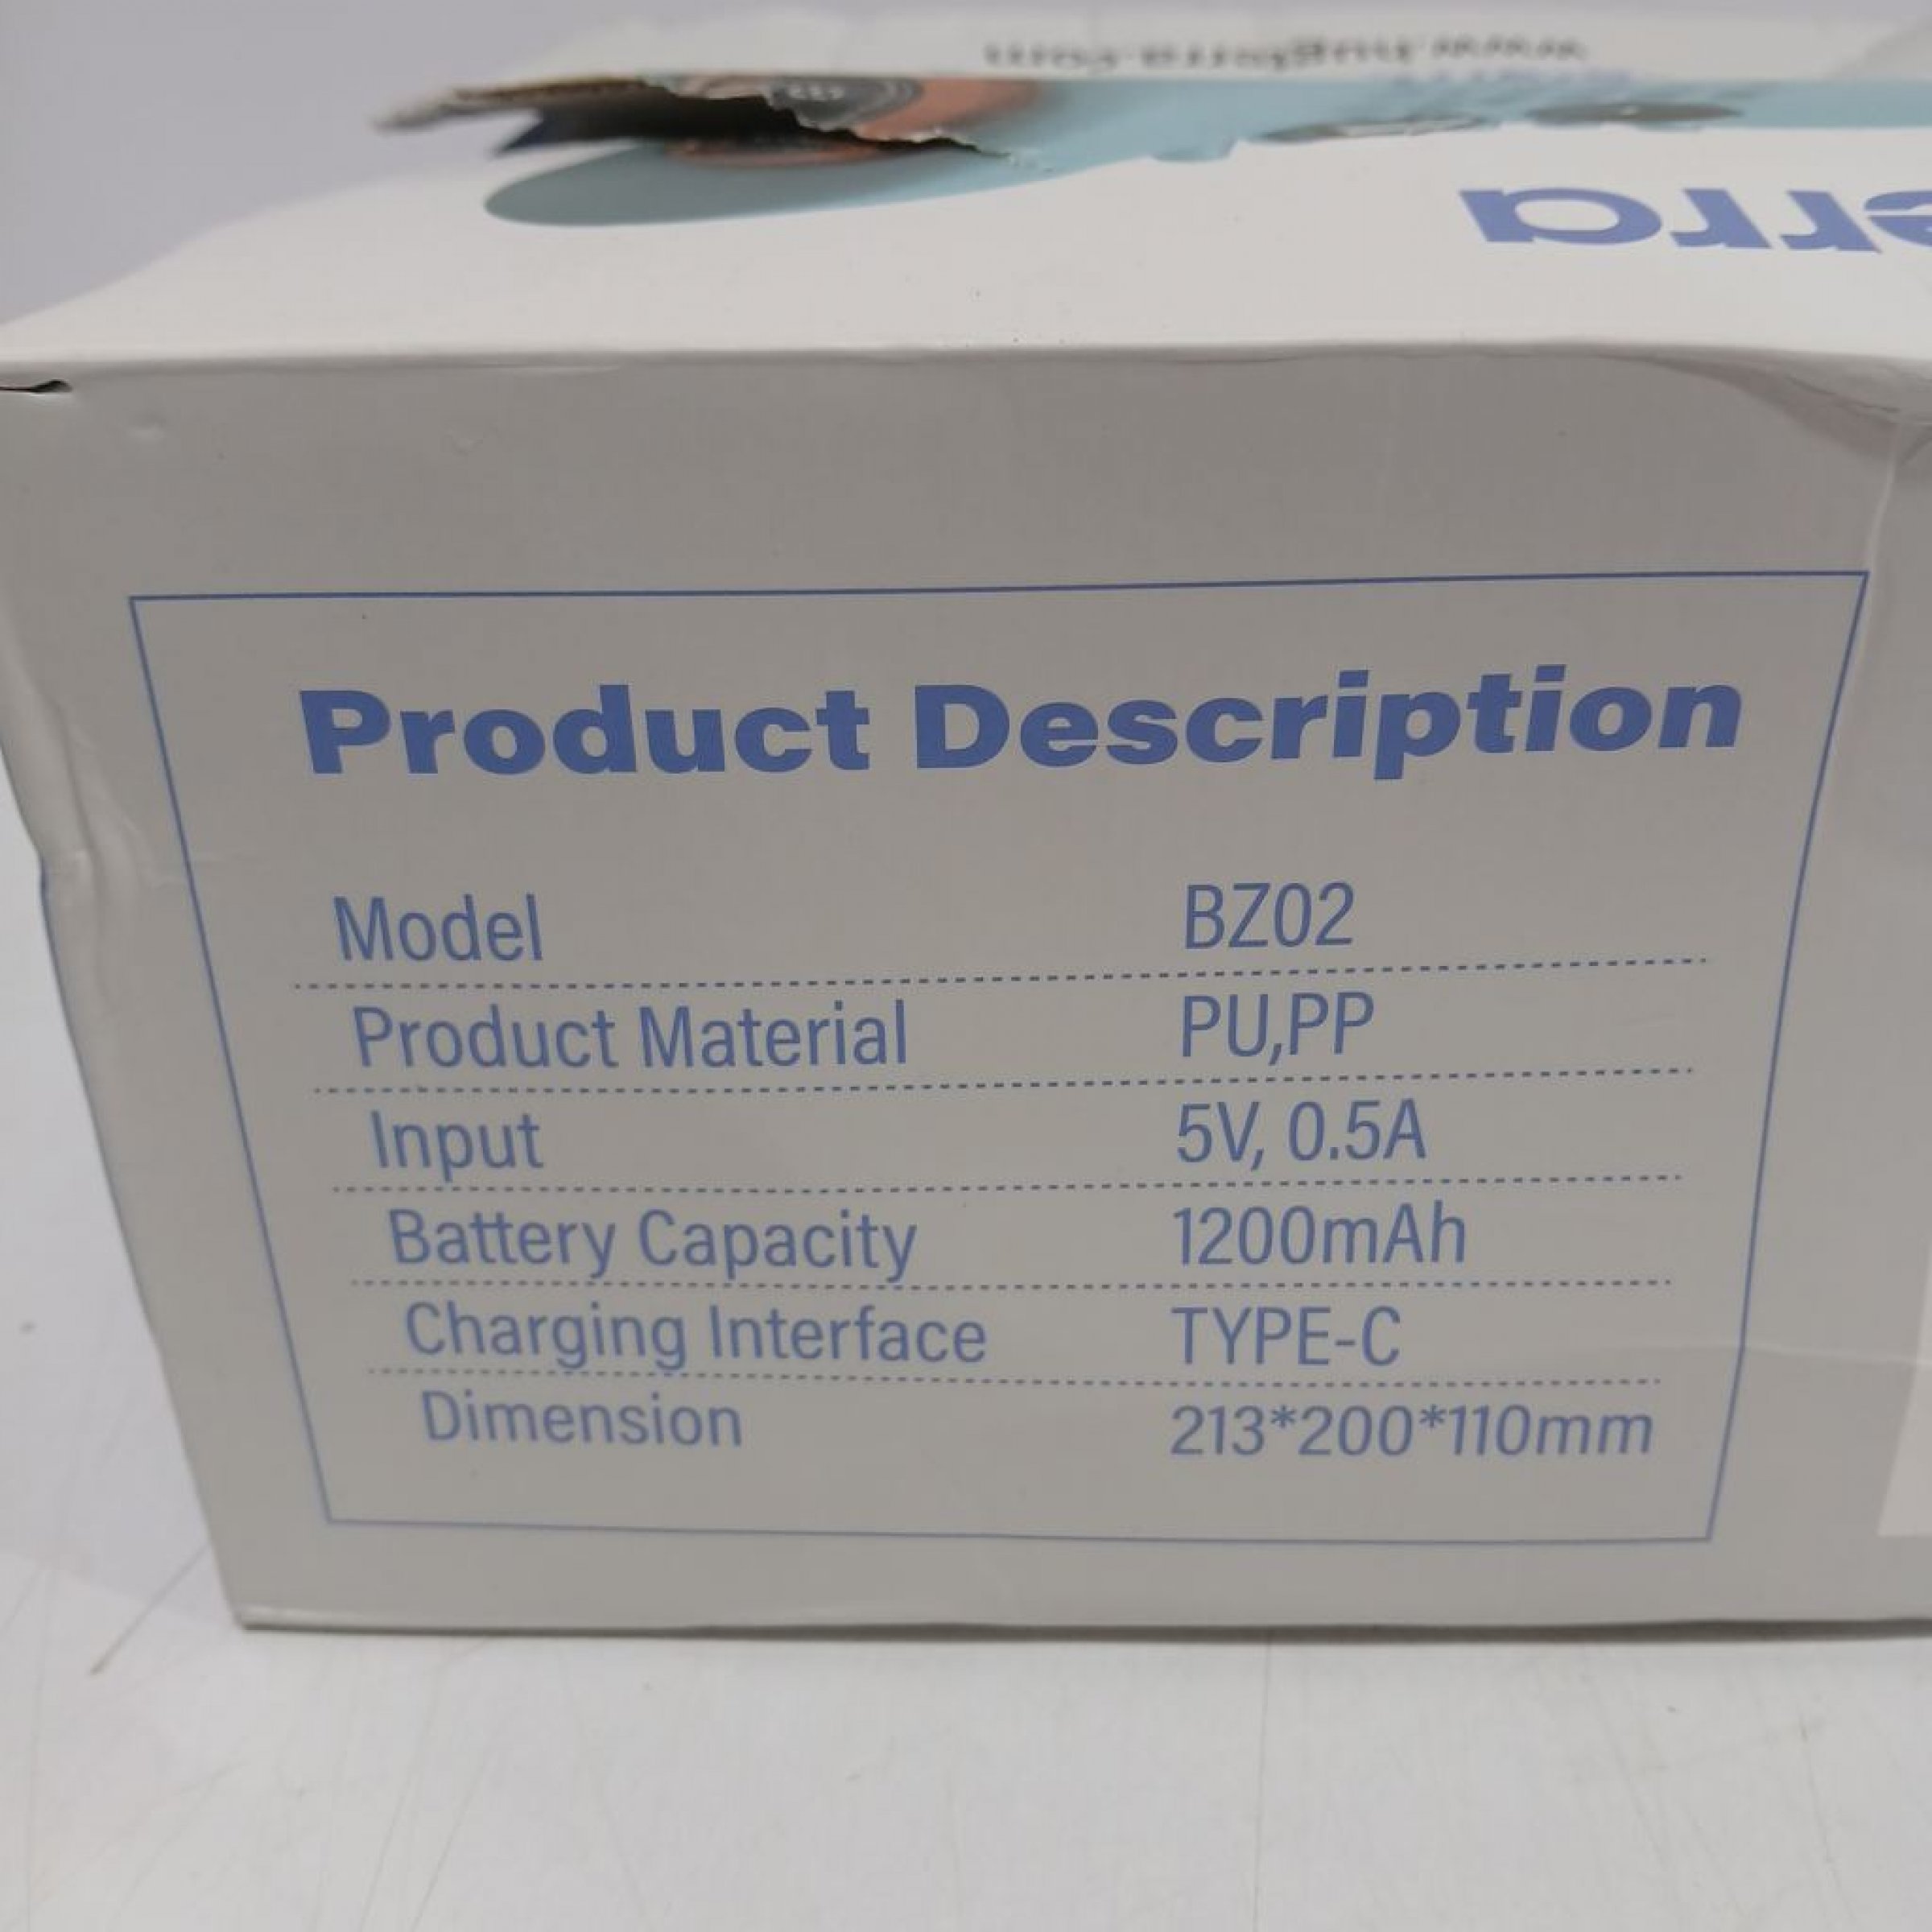 erra
Product Description
Model BZ02
Product Material PU,PP
Input 5V, 0.5A
Battery Capacity 1200mAh
Charging Interface TYPE-C
Dimension 213*200*110mm